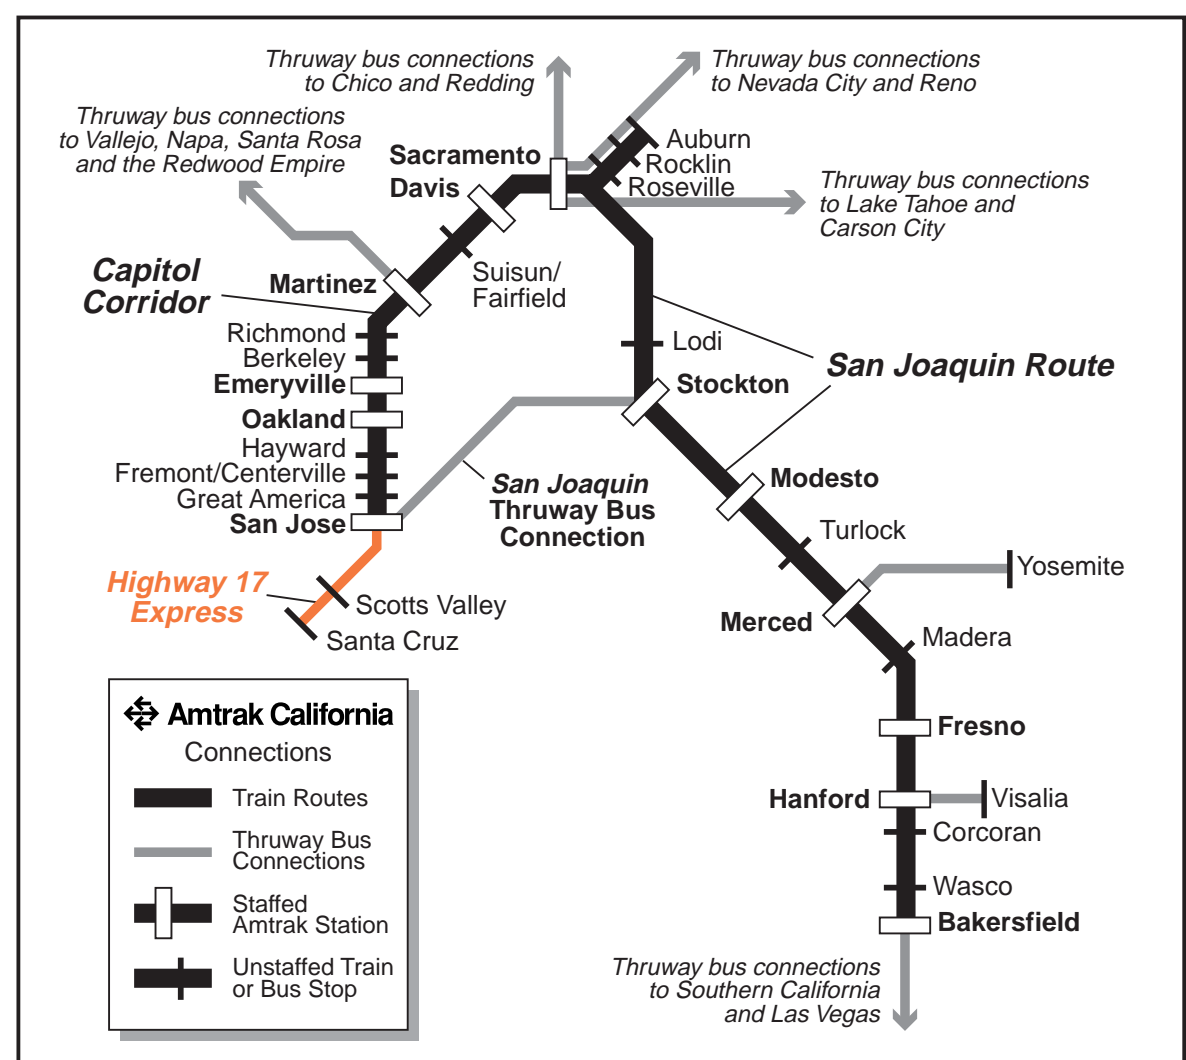 Thruway bus connections
to Chico and Redding
Thruway bus connections
to Nevada City and Reno
Thruway bus connections
to Vallejo, Napa, Santa Rosa
and the Redwood Empire
Auburn
Rocklin
Roseville
Sacramento
Davis
Thruway bus connections
to Lake Tahoe and
Carson City
Capitol
Corridor
Martinez
Suisun/
Fairfield
Richmond
Berkeley
Emeryville
Oakland
Hayward
Fremont/Centerville
Great America
San Jose
Lodi
Stockton
San Joaquin Route
San Joaquin
Thruway Bus
Connection
Modesto
Turlock
Yosemite
Merced
Madera
Highway 17
Express
Scotts Valley
Santa Cruz
Fresno
Hanford
Visalia
Corcoran
Wasco
Bakersfield
Thruway bus connections
to Southern California
and Las Vegas
Amtrak California
Connections
Train Routes
Thruway Bus
Connections
Staffed
Amtrak Station
Unstaffed Train
or Bus Stop